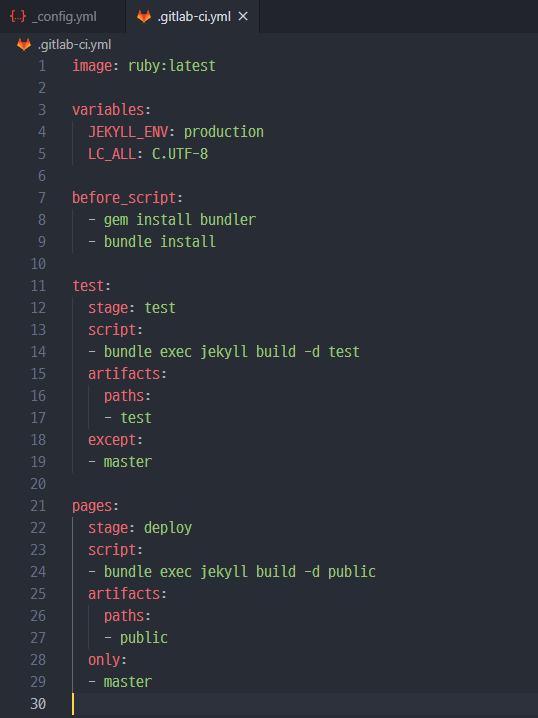 _config.yml .gitlab-ci.yml
.gitlab-ci.yml
1 image: ruby:latest
2
3 variables:
4   JEKYLL_ENV: production
5   LC_ALL: C.UTF-8
6
7 before_script:
8   - gem install bundler
9   - bundle install
10
11 test:
12   stage: test
13   script:
14   - bundle exec jekyll build -d test
15   artifacts:
16     paths:
17     - test
18   except:
19   - master
20
21 pages:
22   stage: deploy
23   script:
24   - bundle exec jekyll build -d public
25   artifacts:
26     paths:
27     - public
28   only:
29   - master
30